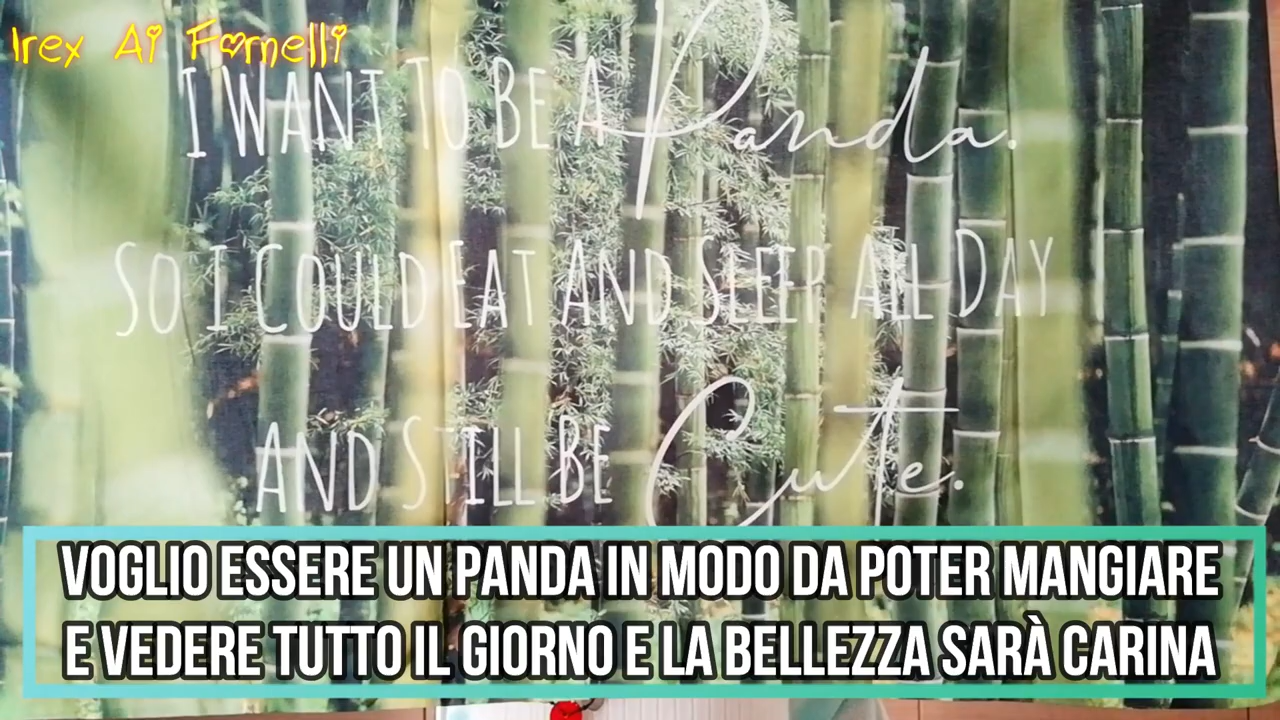 Irex Ai Fornelli
I WANT TO BE A Panda.
SO I COULD EAT AND SLEEP ALL DAY
AND STILL BE Cute.
VOGLIO ESSERE UN PANDA IN MODO DA POTER MANGIARE
E VEDERE TUTTO IL GIORNO E LA BELLEZZA SARÀ CARINA